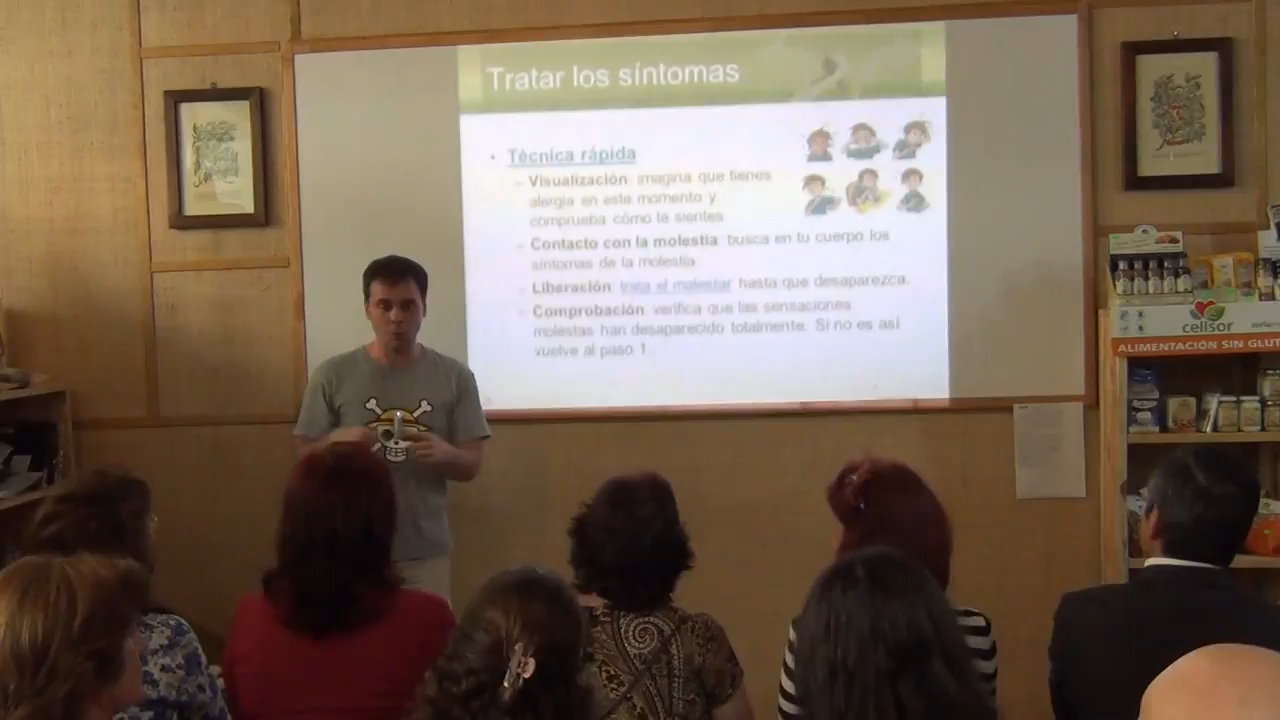 Tratar los síntomas
• Técnica rápida
– Visualización: imagina que tienes
alergia en este momento y
comprueba cómo te sientes
– Contacto con la molestia: busca en tu cuerpo los
síntomas de la molestia
– Liberación: trata el malestar hasta que desaparezca.
– Comprobación: verifica que las sensaciones
molestas han desaparecido totalmente. Si no es así
vuelve al paso 1.
celisor
ALIMENTACIÓN SIN GLUT